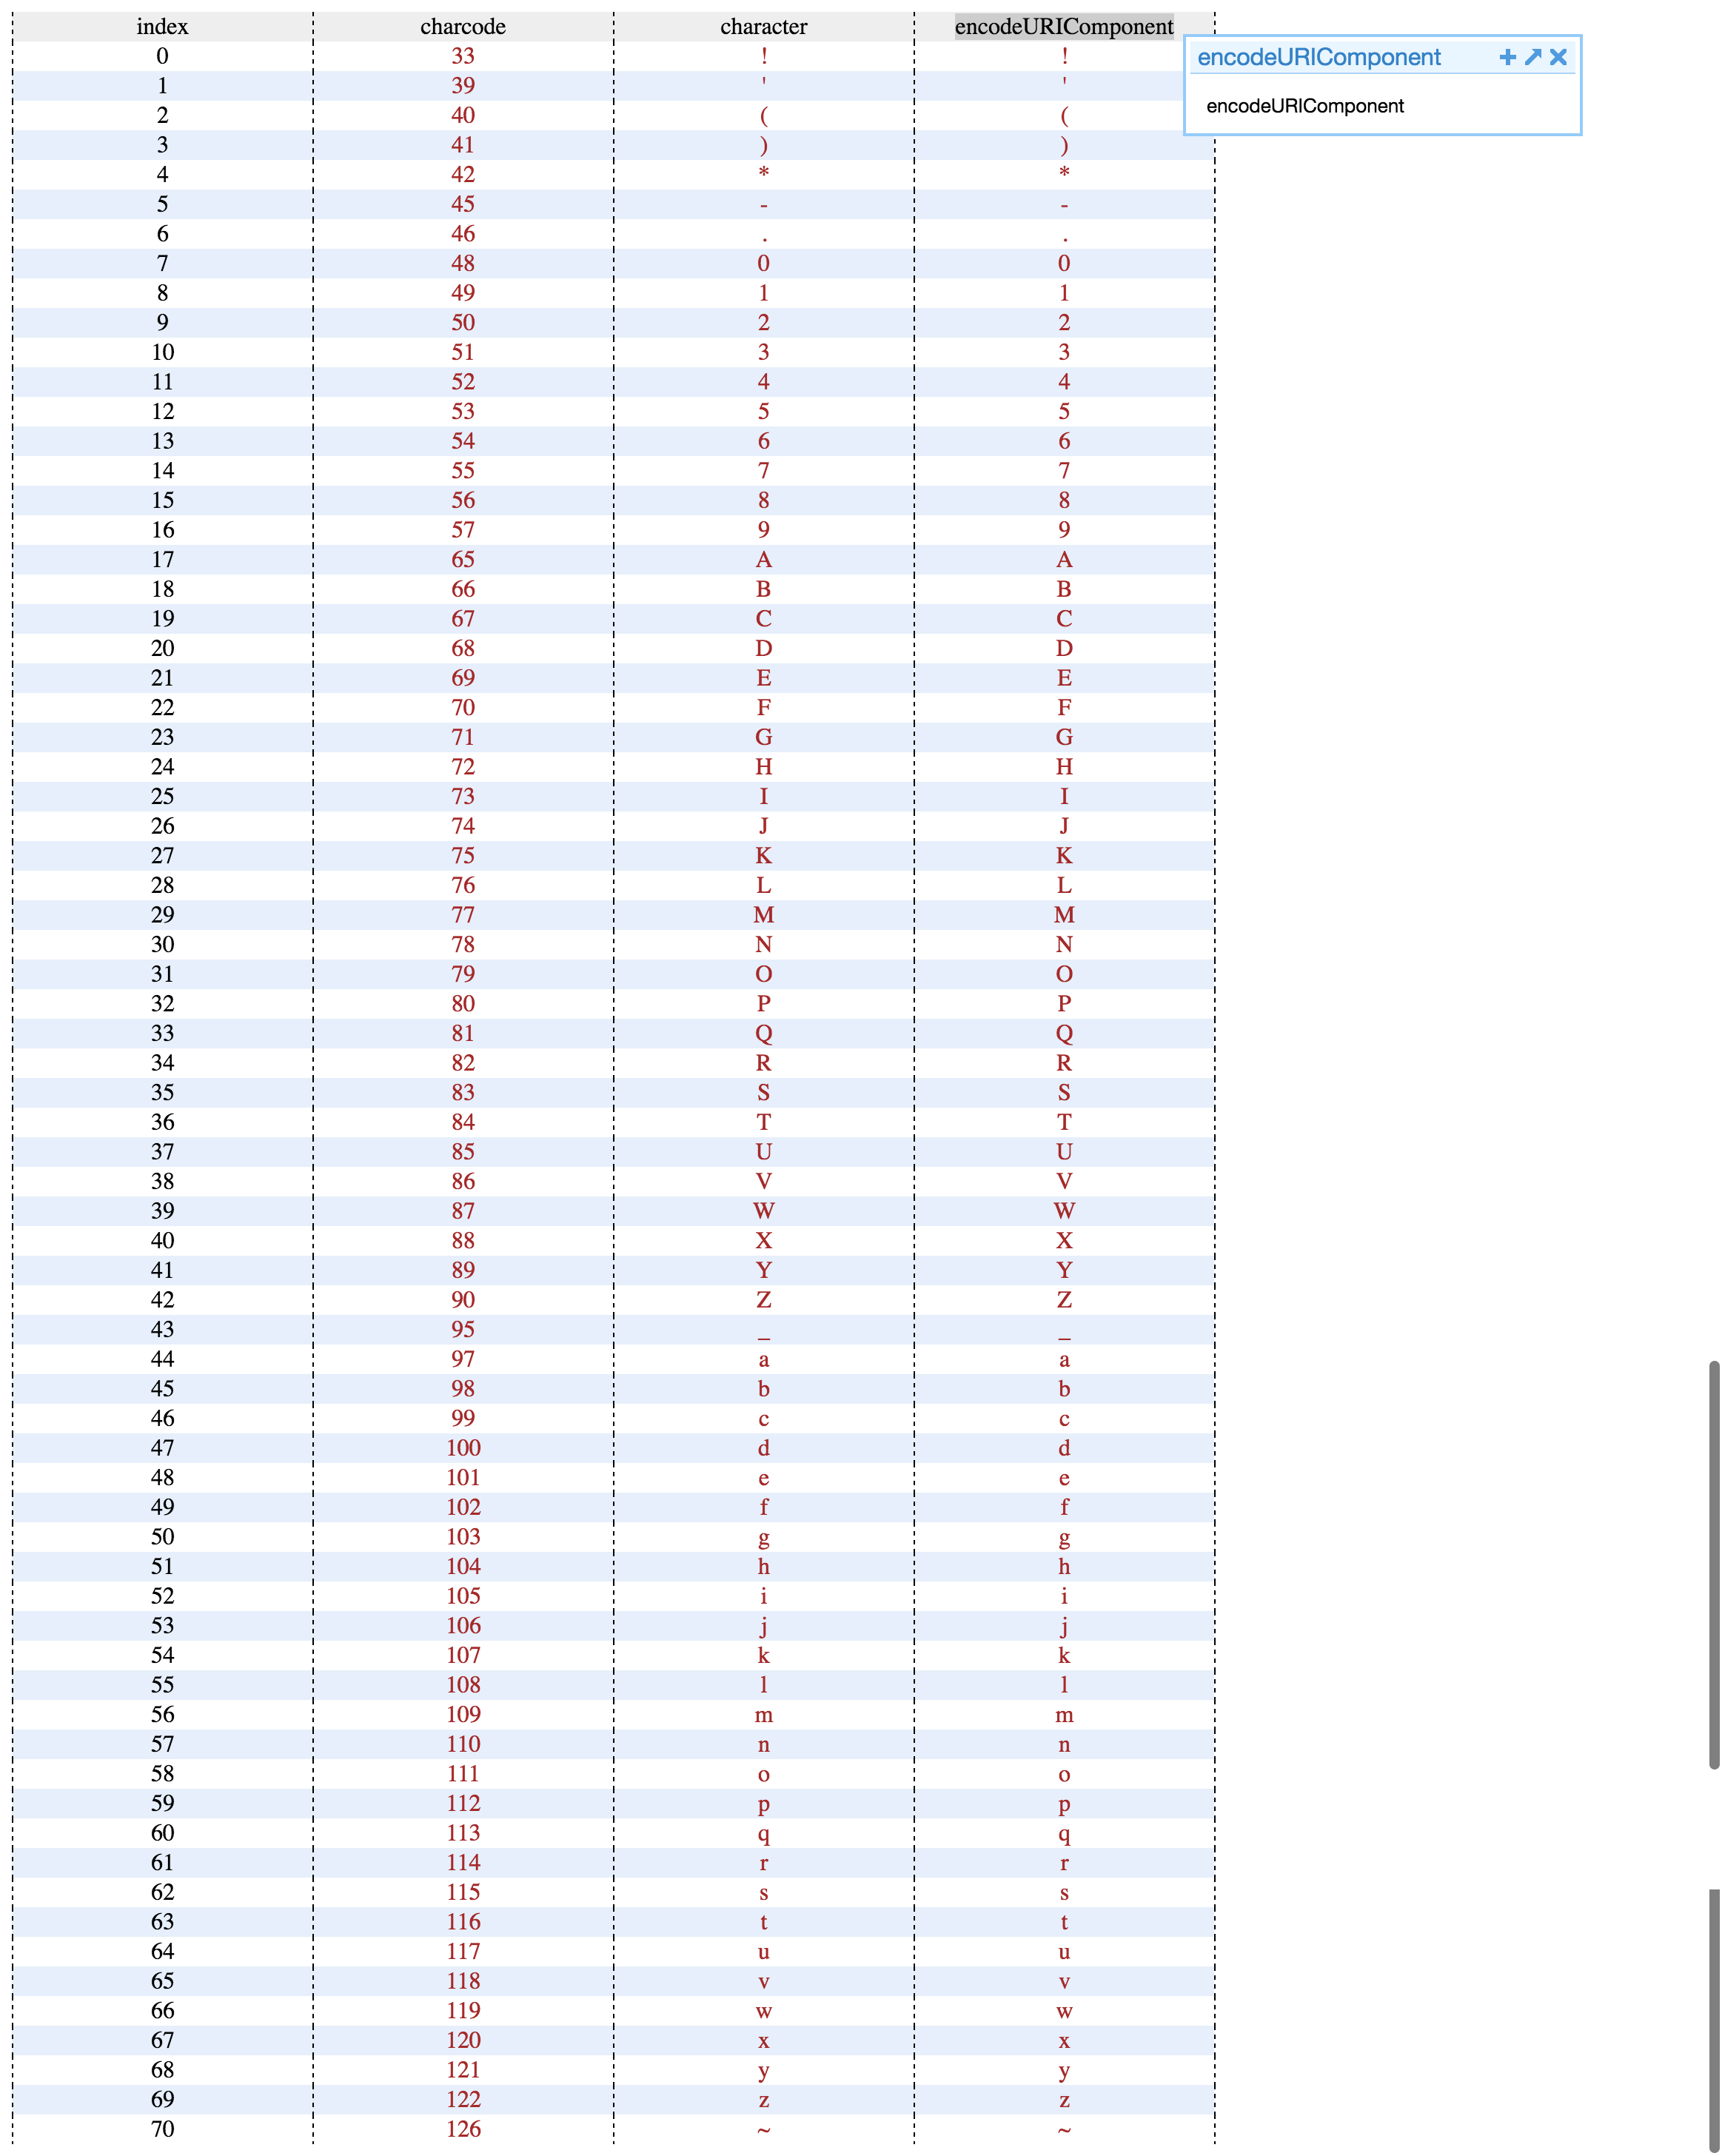 index charcode character encodeURIComponent
0 33 ! !
encodeURIComponent
1 39 ' '
encodeURIComponent
2 40 ( (
3 41 ) )
4 42 * *
5 45 - -
6 46 . .
7 48 0 0
8 49 1 1
9 50 2 2
10 51 3 3
11 52 4 4
12 53 5 5
13 54 6 6
14 55 7 7
15 56 8 8
16 57 9 9
17 65 A A
18 66 B B
19 67 C C
20 68 D D
21 69 E E
22 70 F F
23 71 G G
24 72 H H
25 73 I I
26 74 J J
27 75 K K
28 76 L L
29 77 M M
30 78 N N
31 79 O O
32 80 P P
33 81 Q Q
34 82 R R
35 83 S S
36 84 T T
37 85 U U
38 86 V V
39 87 W W
40 88 X X
41 89 Y Y
42 90 Z Z
43 95 _ _
44 97 a a
45 98 b b
46 99 c c
47 100 d d
48 101 e e
49 102 f f
50 103 g g
51 104 h h
52 105 i i
53 106 j j
54 107 k k
55 108 l l
56 109 m m
57 110 n n
58 111 o o
59 112 p p
60 113 q q
61 114 r r
62 115 s s
63 116 t t
64 117 u u
65 118 v v
66 119 w w
67 120 x x
68 121 y y
69 122 z z
70 126 ~ ~